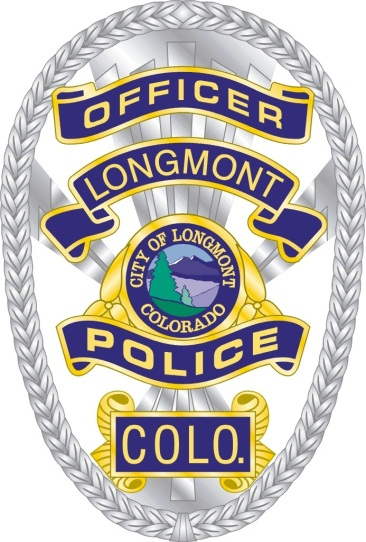 OFFICER
LONGMONT
CITY OF LONGMONT
COLORADO
POLICE
COLO.